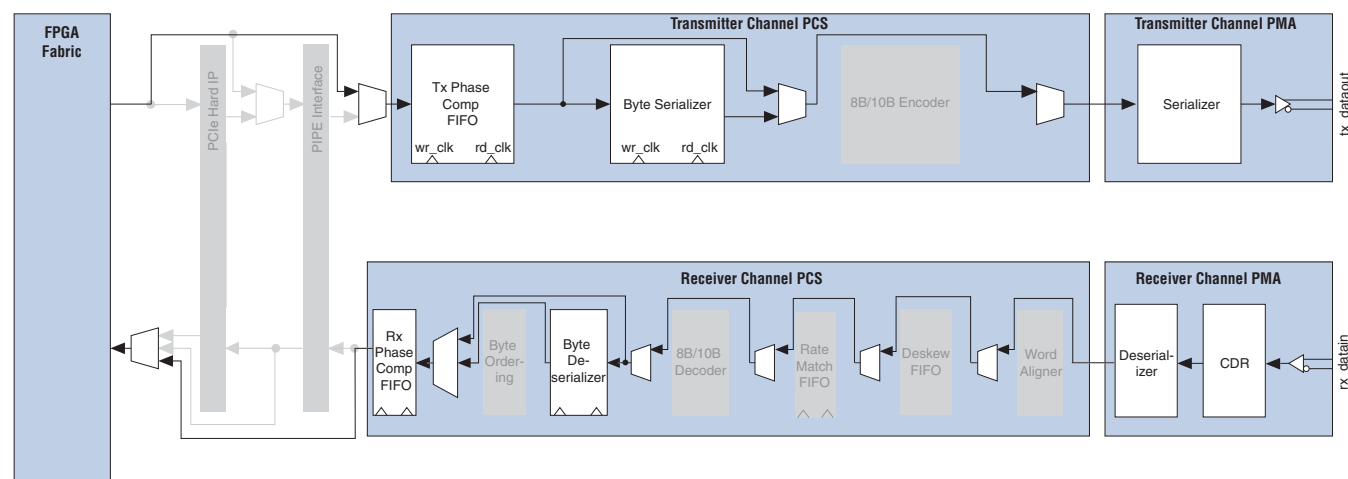 FPGA
Fabric
PCIe Hard IP
PIPE Interface
Transmitter Channel PCS
Tx Phase
Comp
FIFO
wr_clk
rd_clk
Byte Serializer
wr_clk
rd_clk
8B/10B Encoder
Transmitter Channel PMA
Serializer
tx_dataout
Receiver Channel PCS
Rx
Phase
Comp
FIFO
Byte
Order-
ing
Byte
De-
serializer
8B/10B
Decoder
Rate
Match
FIFO
Deskew
FIFO
Word
Aligner
Receiver Channel PMA
Deserial-
izer
CDR
rx_datain